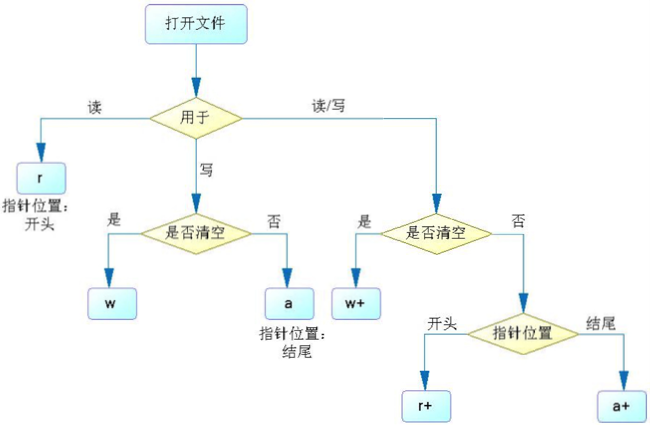 打开文件
读
用于
读/写
r
指针位置：
开头
写
是
是否清空
否
是
是否清空
否
w
a
指针位置：
结尾
w+
开头
指针位置
结尾
r+
a+